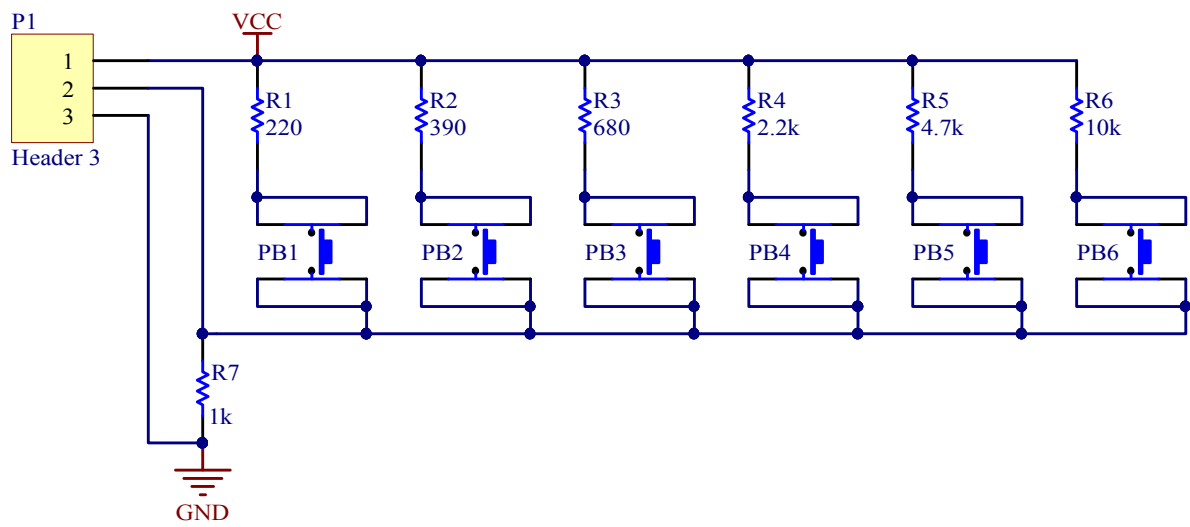 P1
VCC
1
2
3
Header 3
R1
220
R2
390
R3
680
R4
2.2k
R5
4.7k
R6
10k
PB1
PB2
PB3
PB4
PB5
PB6
R7
1k
GND